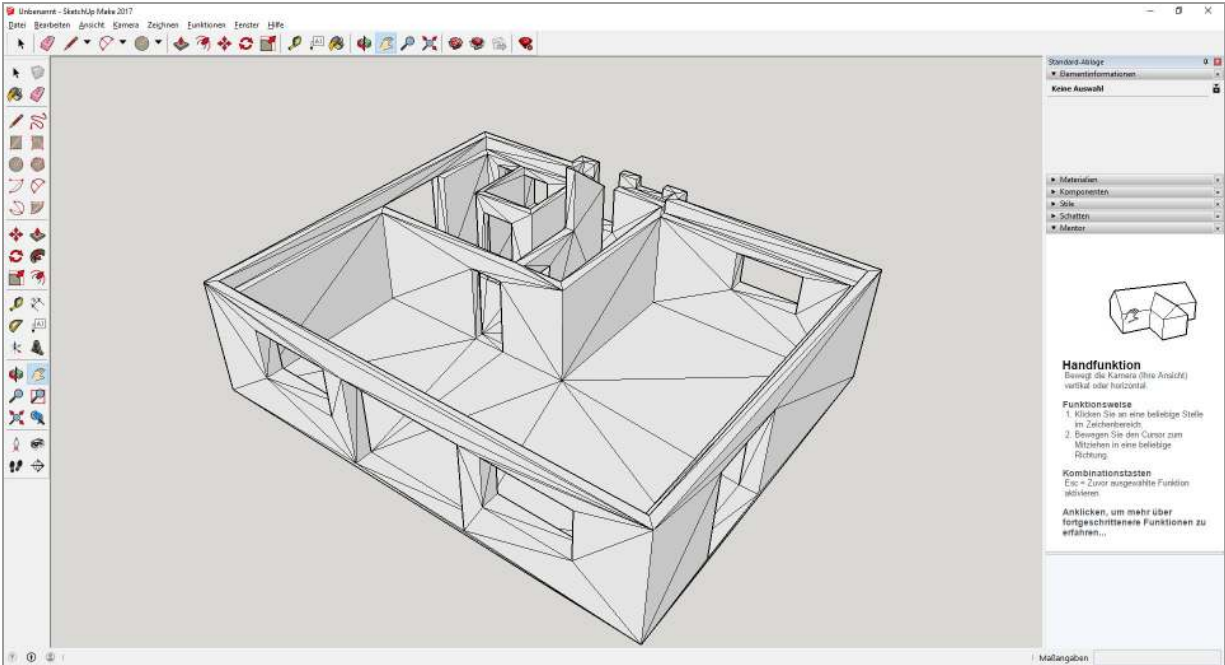 Unbenannt - SketchUp Make 2017
Datei Bearbeiten Ansicht Kamera Zeichnen Funktionen Fenster Hilfe
Standard-Ablage
Elementinformationen
Keine Auswahl
Materialien
Komponenten
Stile
Schatten
Mentor
Handfunktion
Bewegt die Kamera (Ihre Ansicht)
vertikal oder horizontal.
Funktionsweise
1. Klicken Sie an eine beliebige Stelle
im Zeichenbereich.
2. Bewegen Sie den Cursor zum
Mitziehen in eine beliebige
Richtung.
Kombinationstasten
Esc = Zuvor ausgewählte Funktion
aktivieren
Anklicken, um mehr über
fortgeschrittenere Funktionen zu
erfahren...
Maßangaben